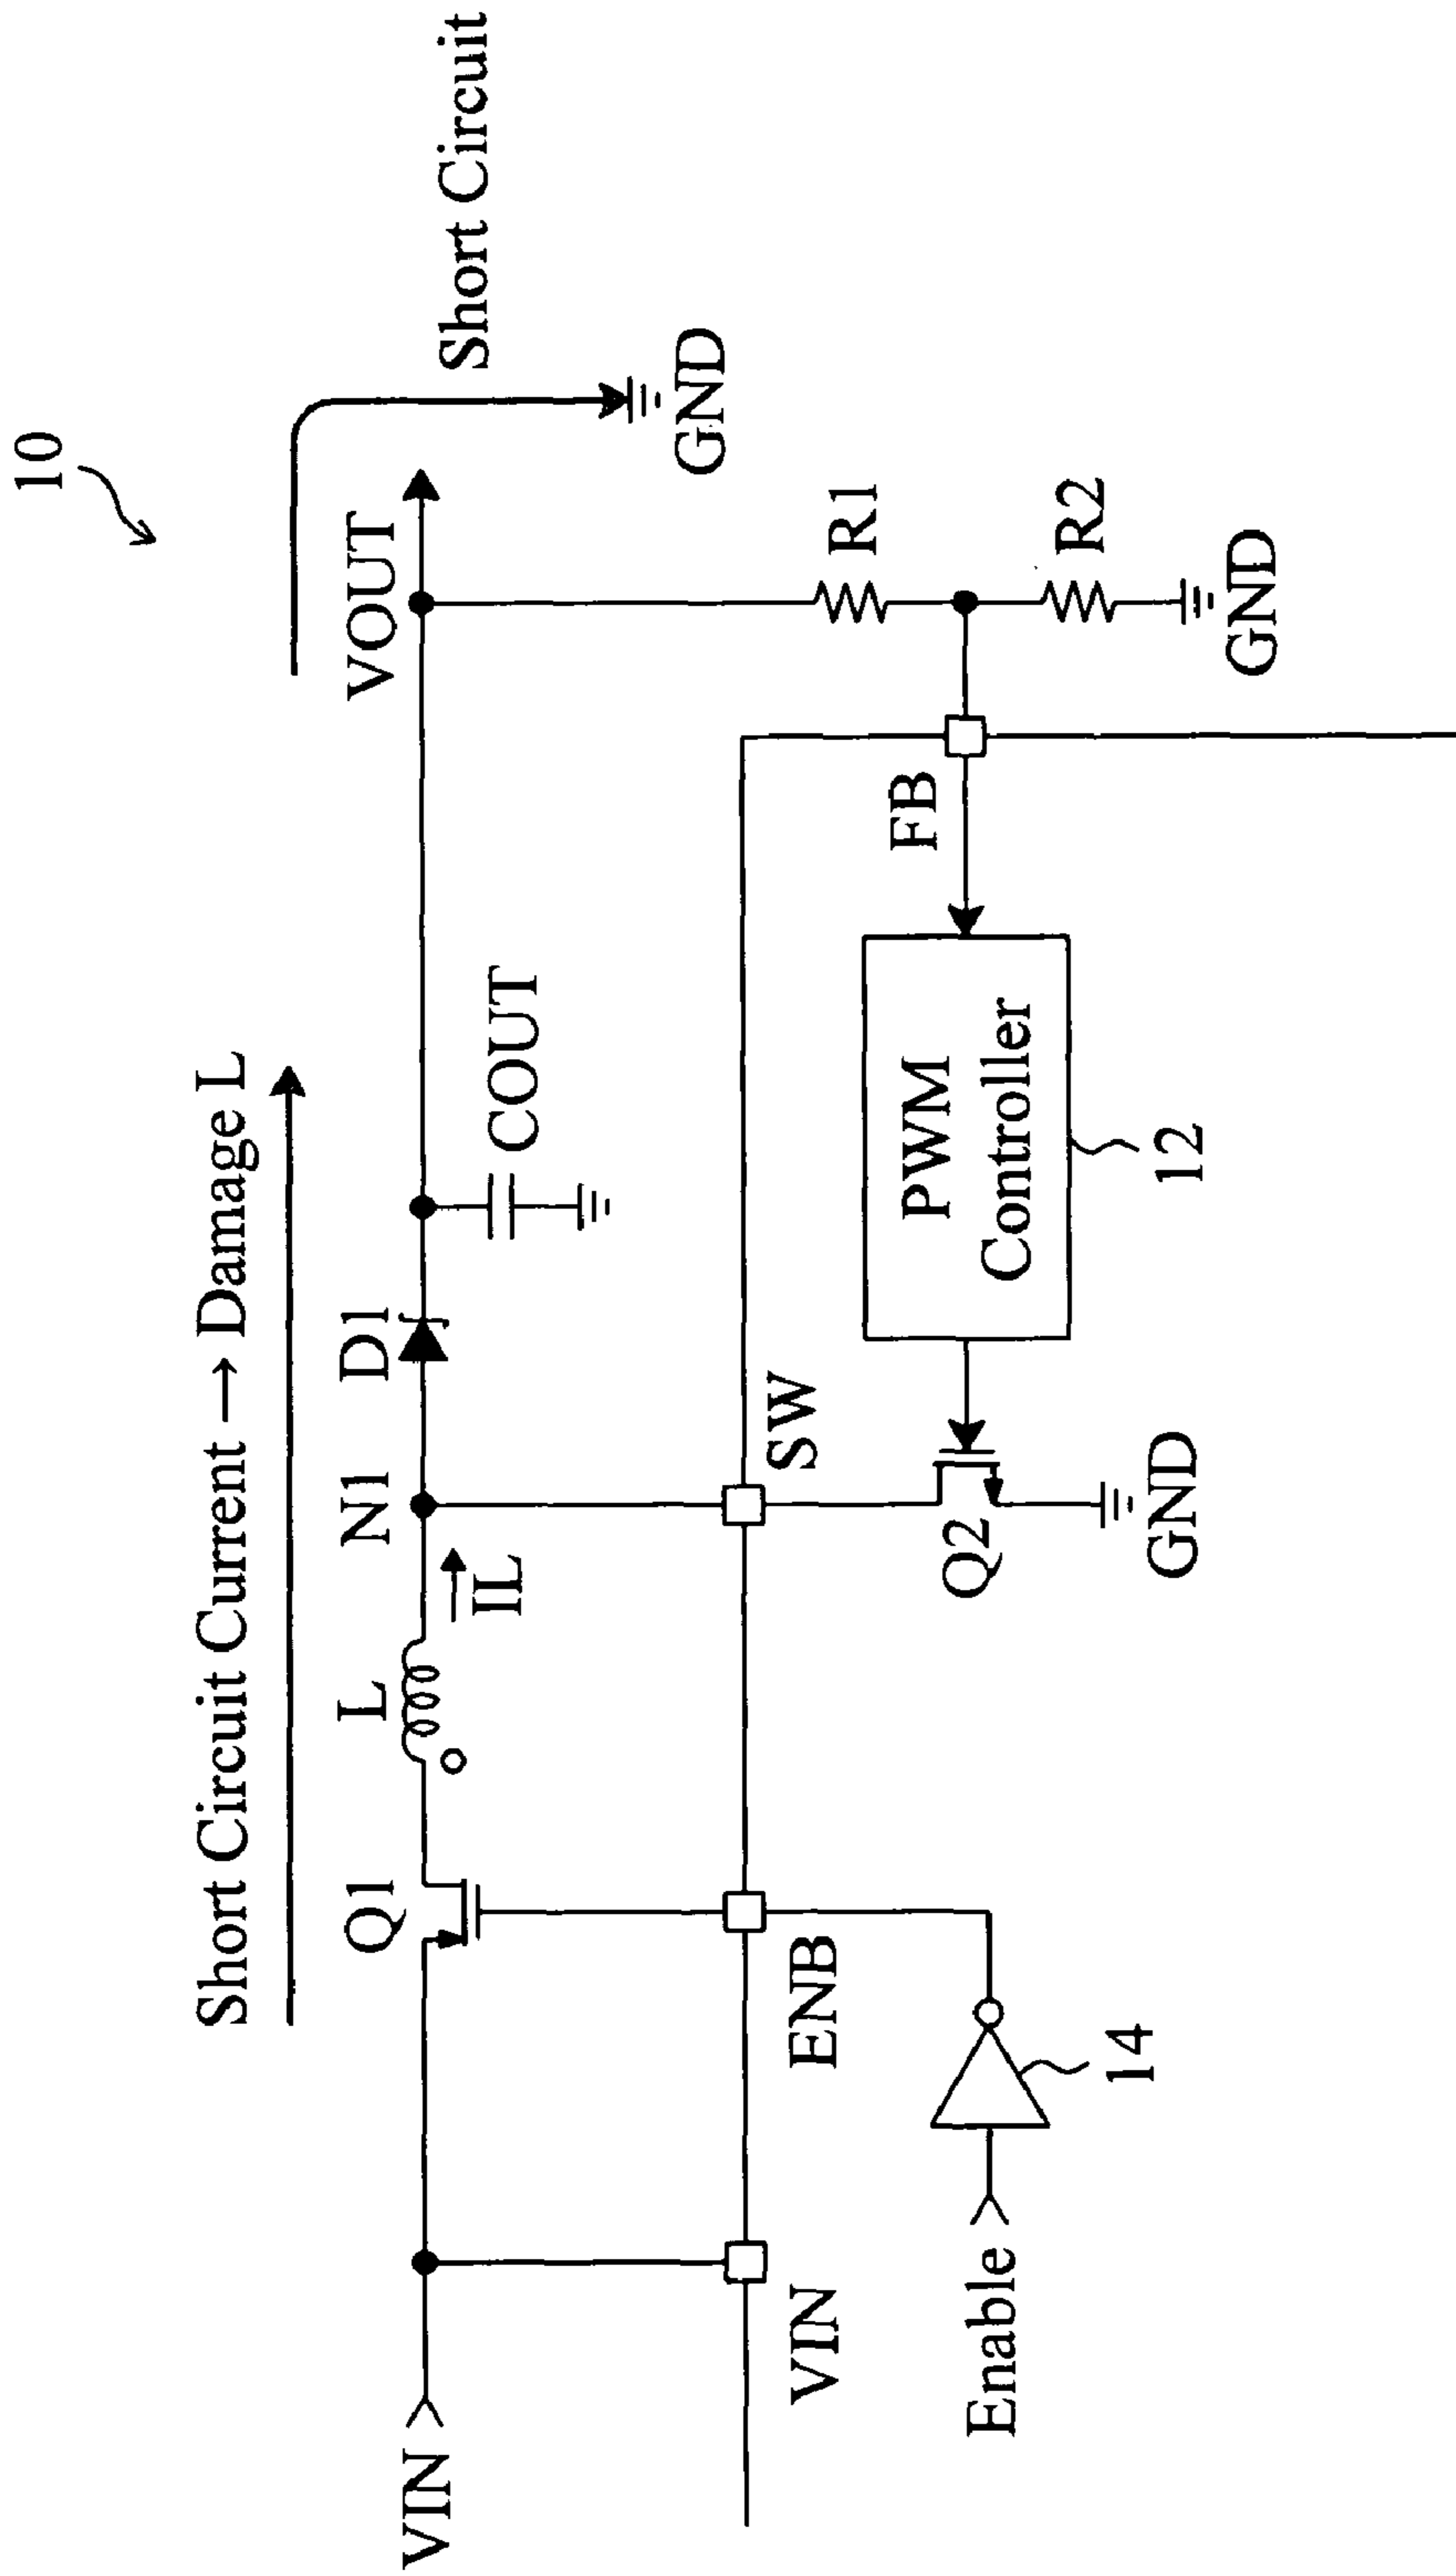 10
Short Circuit Current → Damage L
VIN
Q1
L
IL
N1
D1
COUT
VOUT
Short Circuit
GND
VIN
ENB
SW
FB
R1
R2
GND
Enable
14
Q2
GND
PWM
Controller
12